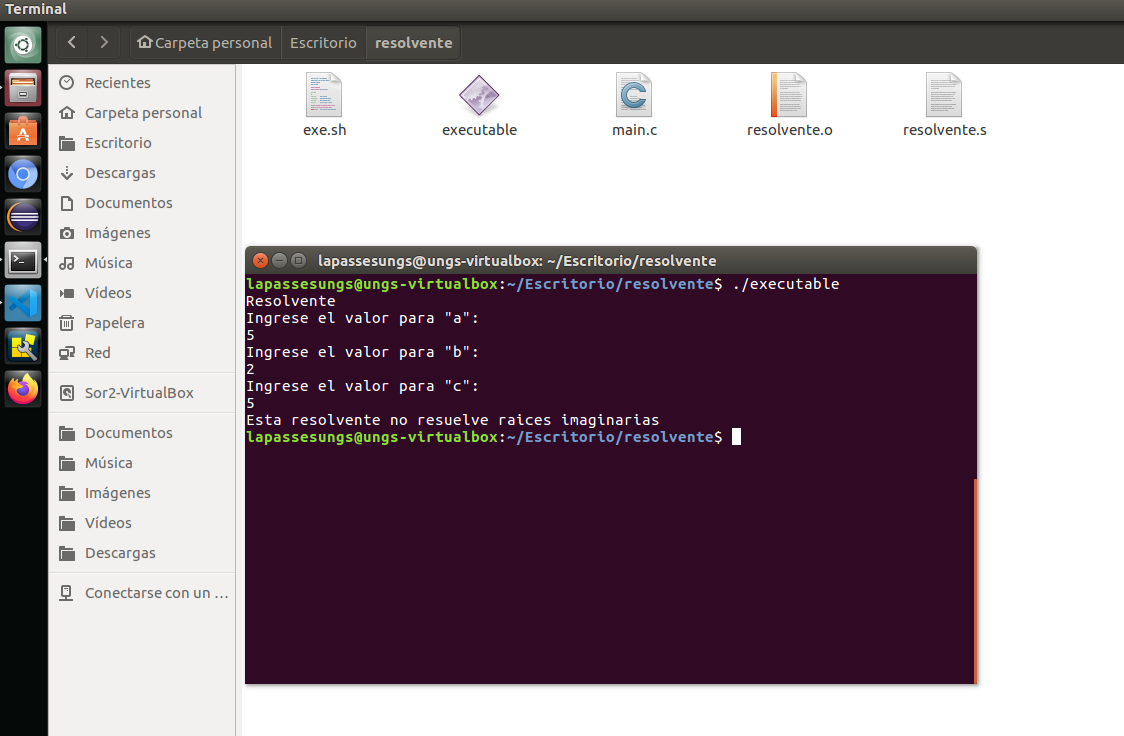 Terminal
Carpeta personal Escritorio resolvente
Recientes
Carpeta personal
Escritorio
Descargas
Documentos
Imágenes
Música
Vídeos
Papelera
Red
Sor2-VirtualBox
Documentos
Música
Imágenes
Vídeos
Descargas
Conectarse con un ...
exe.sh executable main.c resolvente.o resolvente.s
lapassesungs@ungs-virtualbox: ~/Escritorio/resolvente
lapassesungs@ungs-virtualbox:~/Escritorio/resolvente$ ./executable
Resolvente
Ingrese el valor para "a":
5
Ingrese el valor para "b":
2
Ingrese el valor para "c":
5
Esta resolvente no resuelve raices imaginarias
lapassesungs@ungs-virtualbox:~/Escritorio/resolvente$